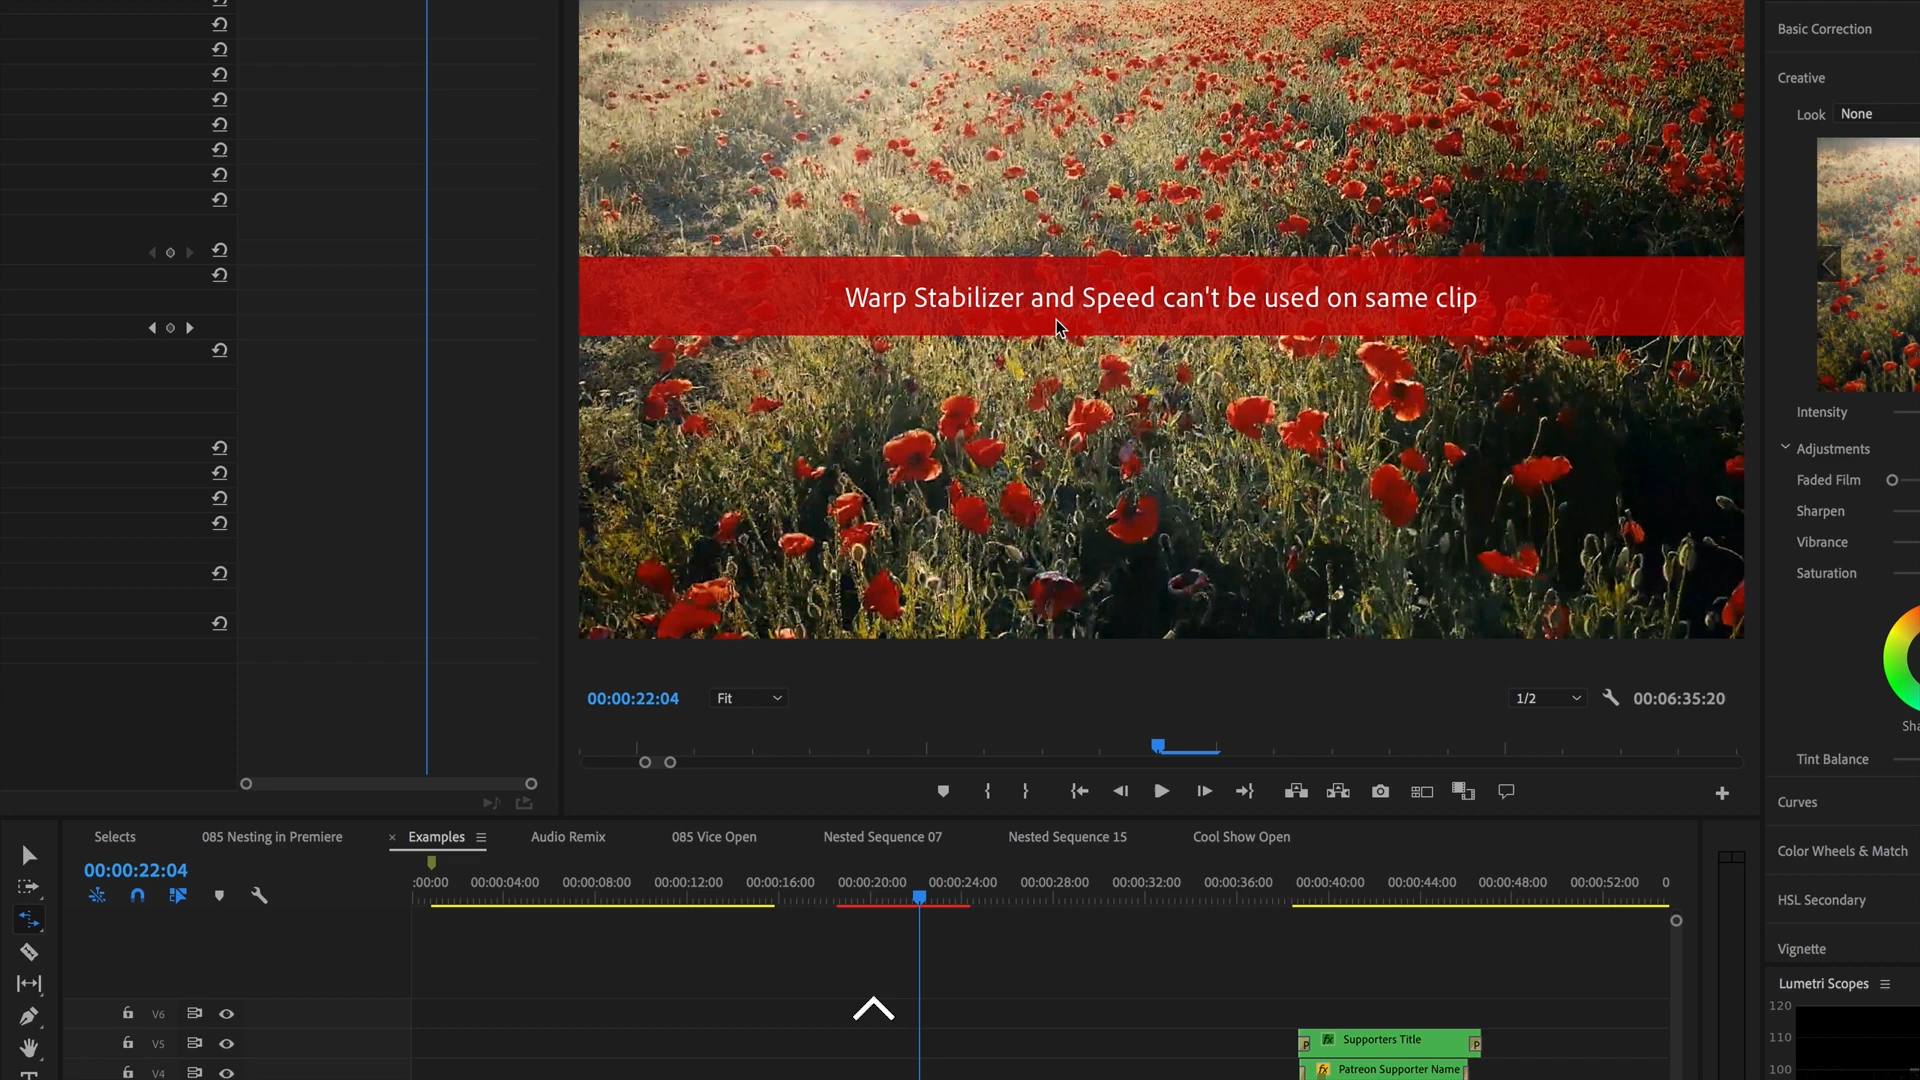 Basic Correction
Creative
Look None
Warp Stabilizer and Speed can't be used on same clip
Intensity
Adjustments
Faded Film
Sharpen
Vibrance
Saturation
00:00:22:04 Fit 1/2 00:06:35:20
Tint Balance
Curves
Color Wheels & Match
HSL Secondary
Vignette
Lumetri Scopes
120
110
100
Selects 085 Nesting in Premiere × Examples Audio Remix 085 Vice Open Nested Sequence 07 Nested Sequence 15 Cool Show Open
00:00:22:04
:00:00 00:00:04:00 00:00:08:00 00:00:12:00 00:00:16:00 00:00:20:00 00:00:24:00 00:00:28:00 00:00:32:00 00:00:36:00 00:00:40:00 00:00:44:00 00:00:48:00 00:00:52:00 0
V6
V5
fx Supporters Title
V4
fx Patreon Supporter Name